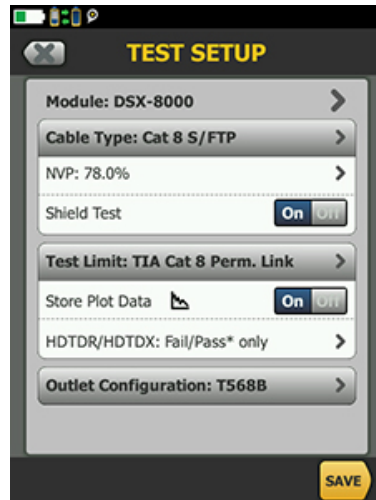 TEST SETUP
Module: DSX-8000
Cable Type: Cat 8 S/FTP
NVP: 78.0%
Shield Test On Off
Test Limit: TIA Cat 8 Perm. Link
Store Plot Data On Off
HDTDR/HDTDX: Fail/Pass* only
Outlet Configuration: T568B
SAVE